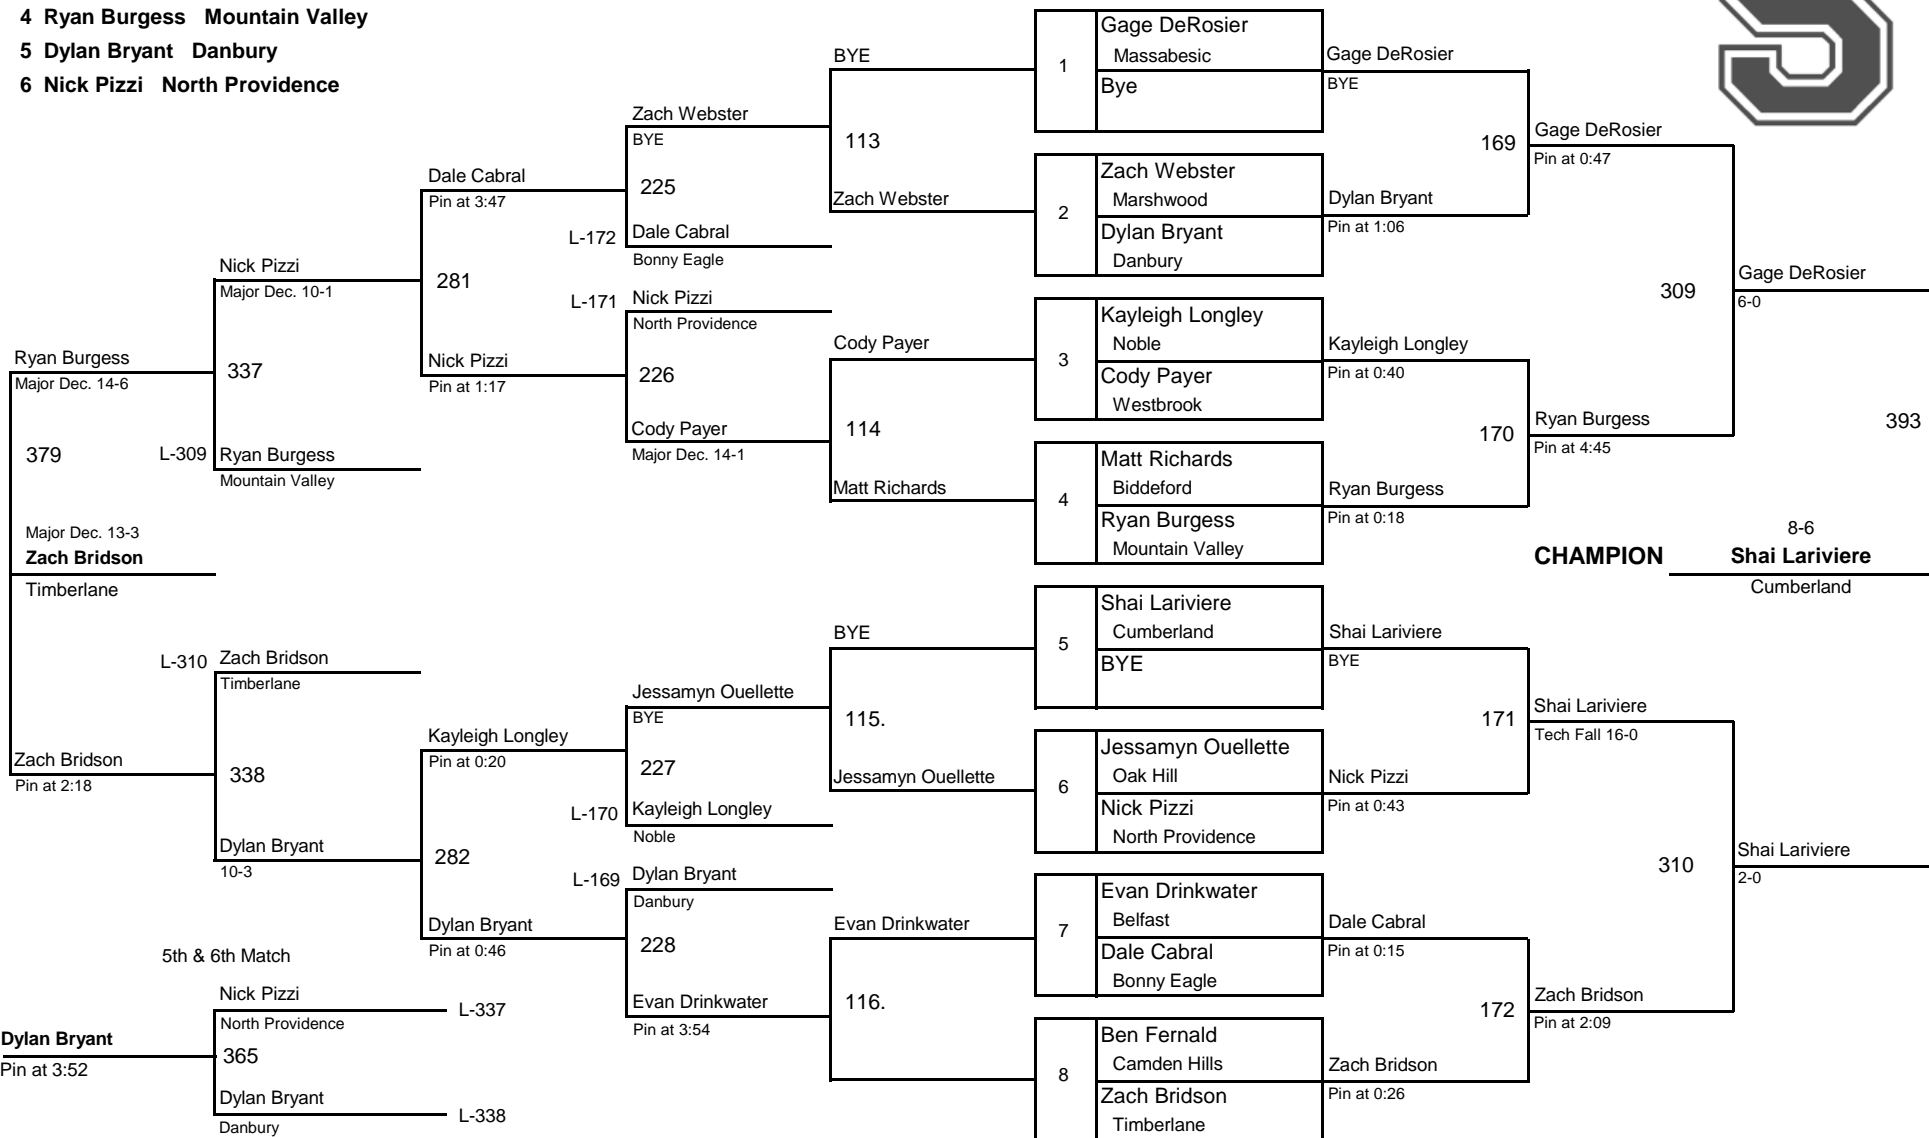 4 Ryan Burgess Mountain Valley
5 Dylan Bryant Danbury
6 Nick Pizzi North Providence
Ryan Burgess
Major Dec. 14-6
379
Major Dec. 13-3
Zach Bridson
Timberlane
Zach Bridson
Pin at 2:18
Nick Pizzi
Major Dec. 10-1
337
L-309
Ryan Burgess
Mountain Valley
L-310
Zach Bridson
Timberlane
338
Dylan Bryant
10-3
5th & 6th Match
Nick Pizzi
L-337
North Providence
Dylan Bryant
Pin at 3:52
365
Dylan Bryant
L-338
Danbury
Dale Cabral
Pin at 3:47
281
Nick Pizzi
Pin at 1:17
Kayleigh Longley
Pin at 0:20
282
Dylan Bryant
Pin at 0:46
Zach Webster
BYE
225
L-172
Dale Cabral
Bonny Eagle
L-171
Nick Pizzi
North Providence
226
Cody Payer
Major Dec. 14-1
Jessamyn Ouellette
BYE
227
L-170
Kayleigh Longley
Noble
L-169
Dylan Bryant
Danbury
228
Evan Drinkwater
Pin at 3:54
BYE
113
Zach Webster
Cody Payer
114
Matt Richards
BYE
115.
Jessamyn Ouellette
Evan Drinkwater
116.
1
Gage DeRosier
Massabesic
Bye
2
Zach Webster
Marshwood
Dylan Bryant
Danbury
3
Kayleigh Longley
Noble
Cody Payer
Westbrook
4
Matt Richards
Biddeford
Ryan Burgess
Mountain Valley
5
Shai Lariviere
Cumberland
BYE
6
Jessamyn Ouellette
Oak Hill
Nick Pizzi
North Providence
7
Evan Drinkwater
Belfast
Dale Cabral
Bonny Eagle
8
Ben Fernald
Camden Hills
Zach Bridson
Timberlane
Gage DeRosier
BYE
169
Dylan Bryant
Pin at 1:06
Kayleigh Longley
Pin at 0:40
170
Ryan Burgess
Pin at 0:18
Shai Lariviere
BYE
171
Nick Pizzi
Pin at 0:43
Dale Cabral
Pin at 0:15
172
Zach Bridson
Pin at 0:26
Gage DeRosier
Pin at 0:47
309
Ryan Burgess
Pin at 4:45
Shai Lariviere
Tech Fall 16-0
310
Zach Bridson
Pin at 2:09
Gage DeRosier
6-0
393
8-6
CHAMPION Shai Lariviere
Cumberland
Shai Lariviere
2-0